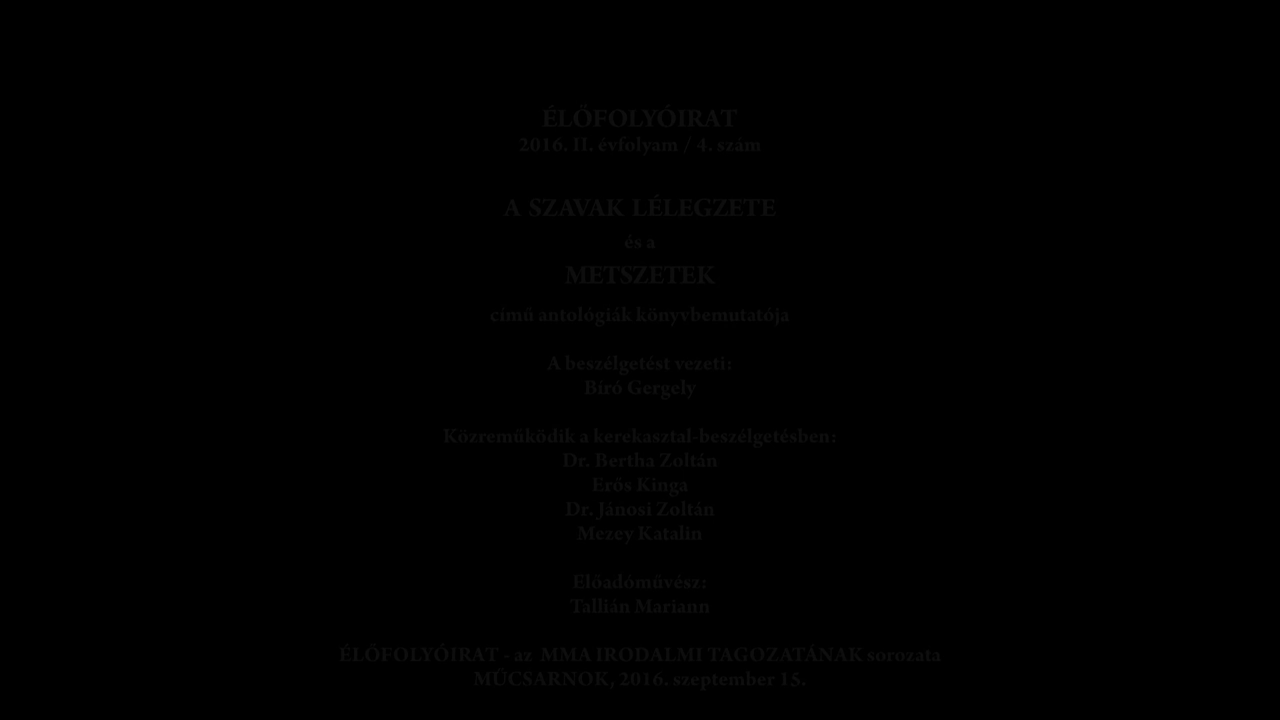 ÉLŐFOLYÓIRAT
2016. II. évfolyam / 4. szám
A SZAVAK LÉLEGZETE
és a
METSZETEK
című antológiák könyvbemutatója
A beszélgetést vezeti:
Bíró Gergely
Közreműködik a kerekasztal-beszélgetésben:
Dr. Bertha Zoltán
Erős Kinga
Dr. Jánosi Zoltán
Mezey Katalin
Előadóművész:
Tallián Mariann
ÉLŐFOLYÓIRAT - az MMA IRODALMI TAGOZATÁNAK sorozata
MŰCSARNOK, 2016. szeptember 15.